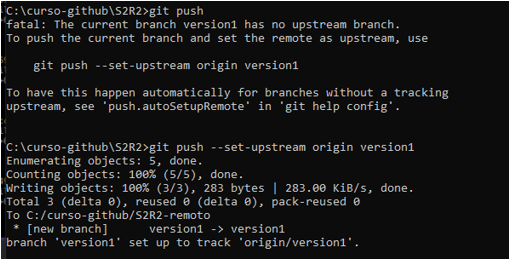 C:\curso-github\S2R2>git push
fatal: The current branch version1 has no upstream branch.
To push the current branch and set the remote as upstream, use
    git push --set-upstream origin version1
To have this happen automatically for branches without a tracking
upstream, see 'push.autoSetupRemote' in 'git help config'.
C:\curso-github\S2R2>git push --set-upstream origin version1
Enumerating objects: 5, done.
Counting objects: 100% (5/5), done.
Writing objects: 100% (3/3), 283 bytes | 283.00 KiB/s, done.
Total 3 (delta 0), reused 0 (delta 0), pack-reused 0
To C:/curso-github/S2R2-remoto
 * [new branch]      version1 -> version1
branch 'version1' set up to track 'origin/version1'.